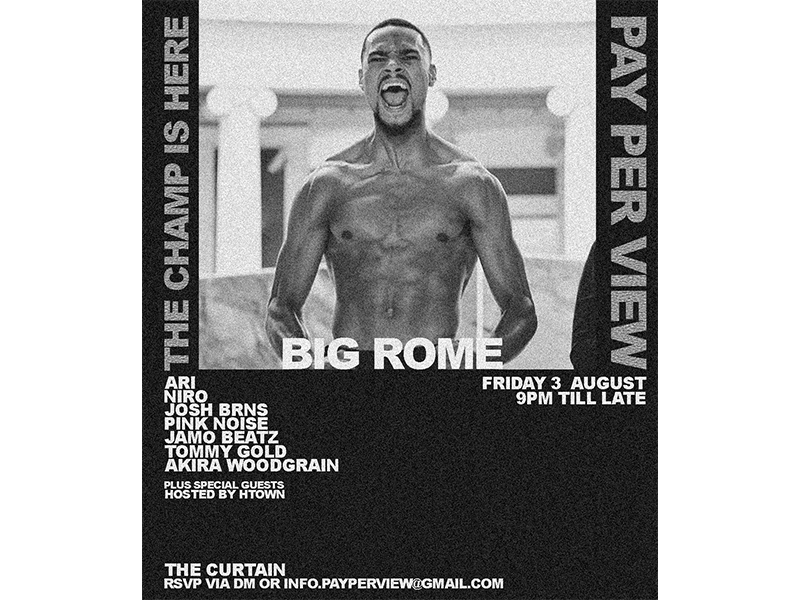 THE CHAMP IS HERE
PAY PER VIEW
BIG ROME
ARI
NIRO
JOSH BRNS
PINK NOISE
JAMO BEATZ
TOMMY GOLD
AKIRA WOODGRAIN
PLUS SPECIAL GUESTS
HOSTED BY HTOWN
FRIDAY 3 AUGUST
9PM TILL LATE
THE CURTAIN
RSVP VIA DM OR INFO.PAYPERVIEW@GMAIL.COM